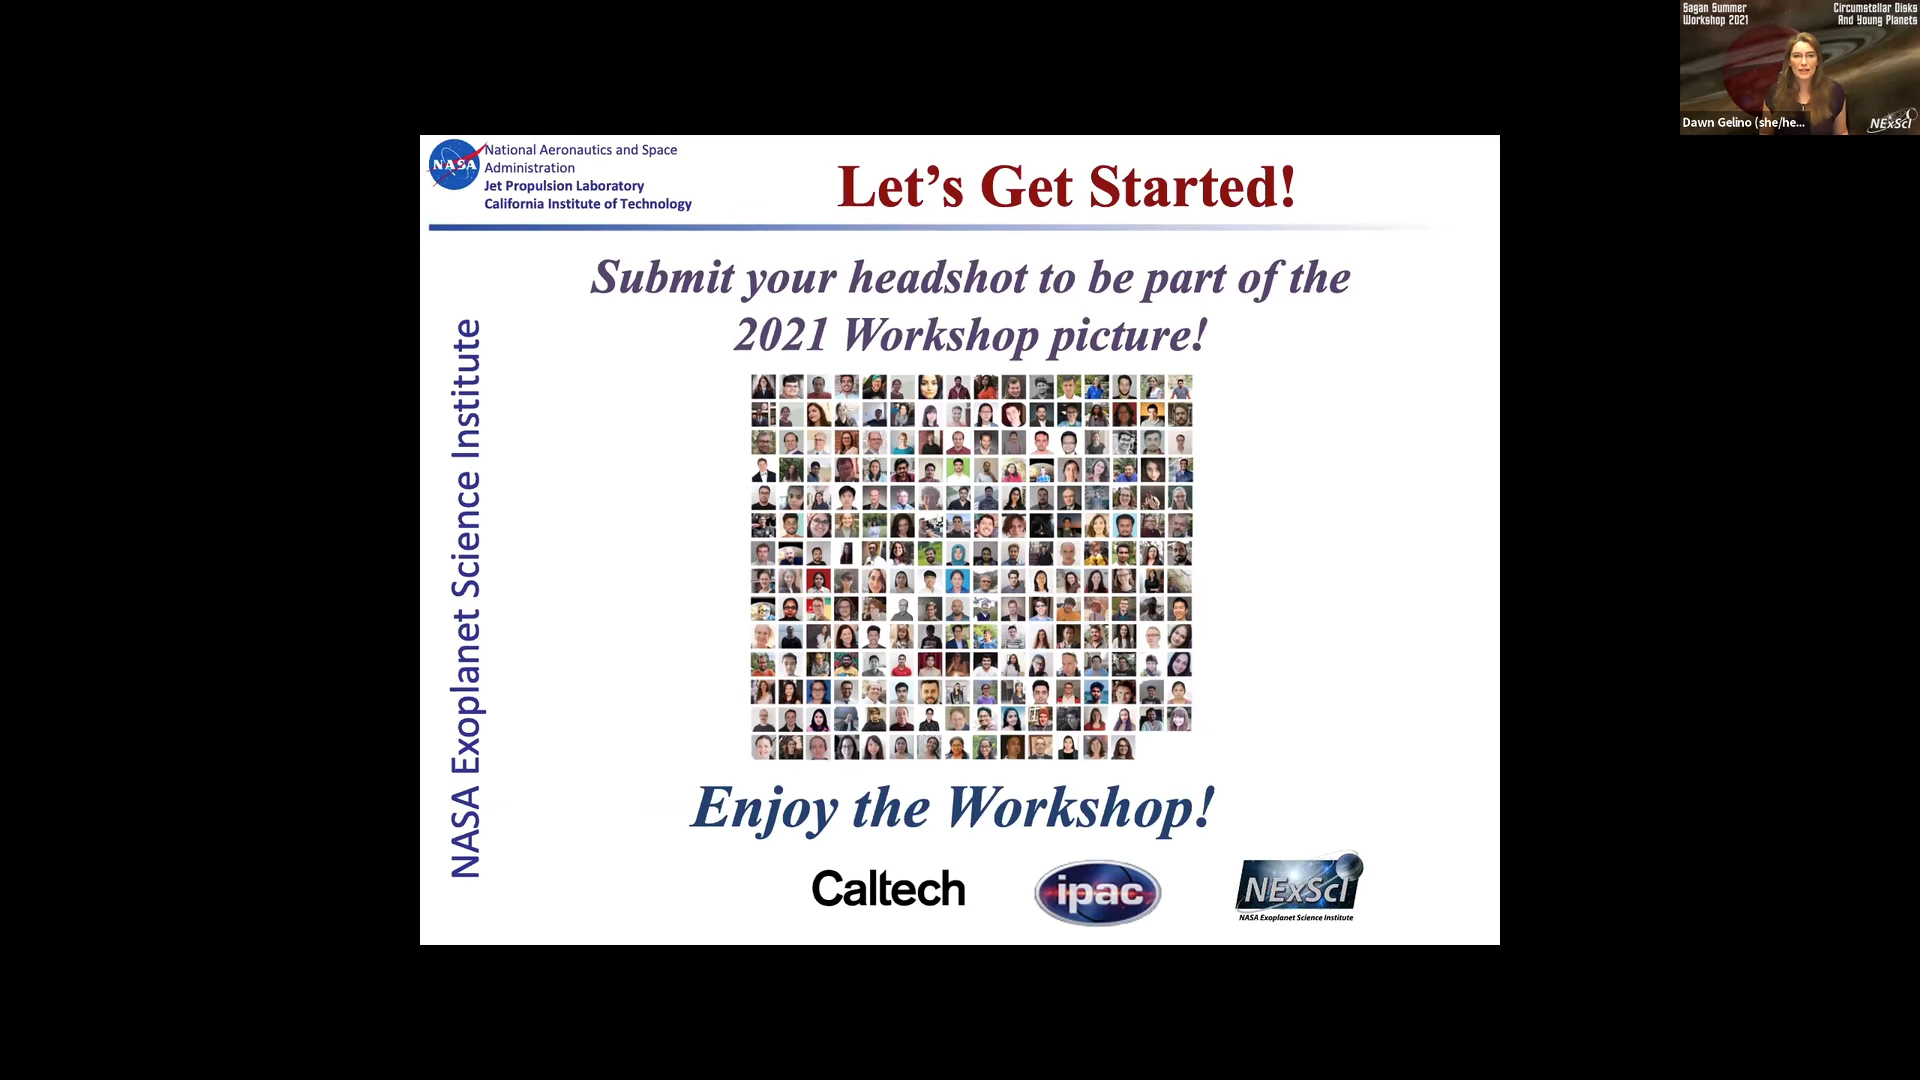 Sagan Summer
Workshop 2021
Circumstellar Disks
And Young Planets
Dawn Gelino (she/he...
NExScI
NASA
National Aeronautics and Space
Administration
Jet Propulsion Laboratory
California Institute of Technology
Let's Get Started!
NASA Exoplanet Science Institute
Submit your headshot to be part of the
2021 Workshop picture!
Enjoy the Workshop!
Caltech
ipac
NExScI
NASA Exoplanet Science Institute